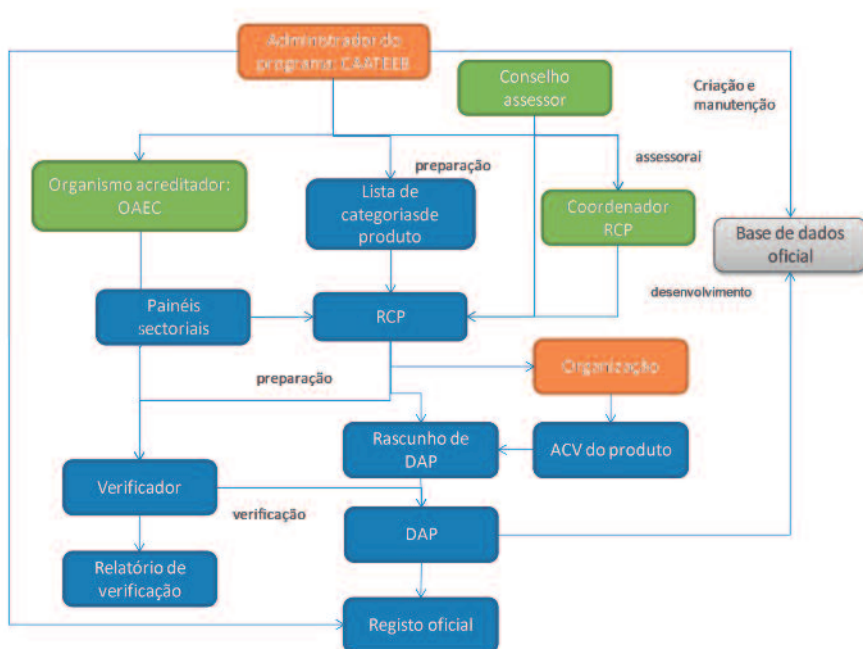 Administrador do
programa:
Conselho
assessor
Criação e
manutenção
preparação
assessorai
Organismo acreditador:
OAEC
Lista de
categoriasde
produto
Coordenador
RCP
Base de dados
oficial
desenvolvimento
Painéis
sectoriais
RCP
preparação
Organização
Rascunho de
DAP
ACV do produto
Verificador
verificação
DAP
Relatório de
verificação
Registo oficial